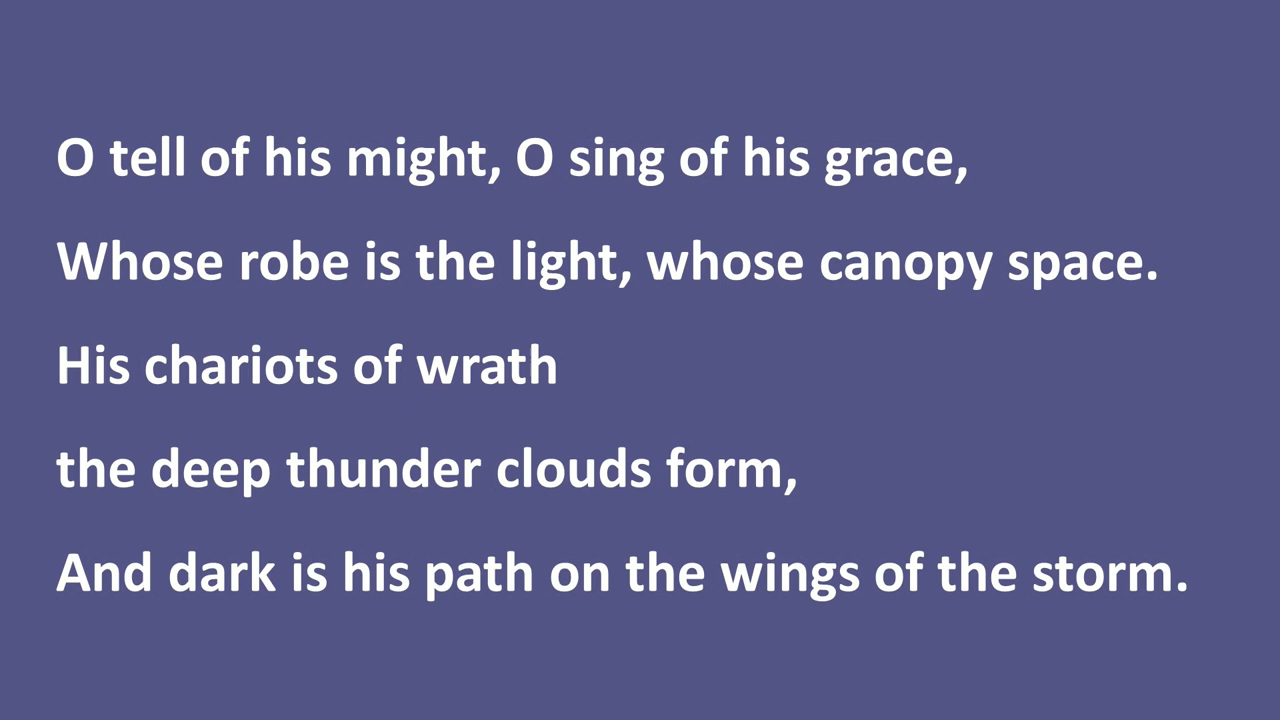 O tell of his might, O sing of his grace,
Whose robe is the light, whose canopy space.
His chariots of wrath
the deep thunder clouds form,
And dark is his path on the wings of the storm.